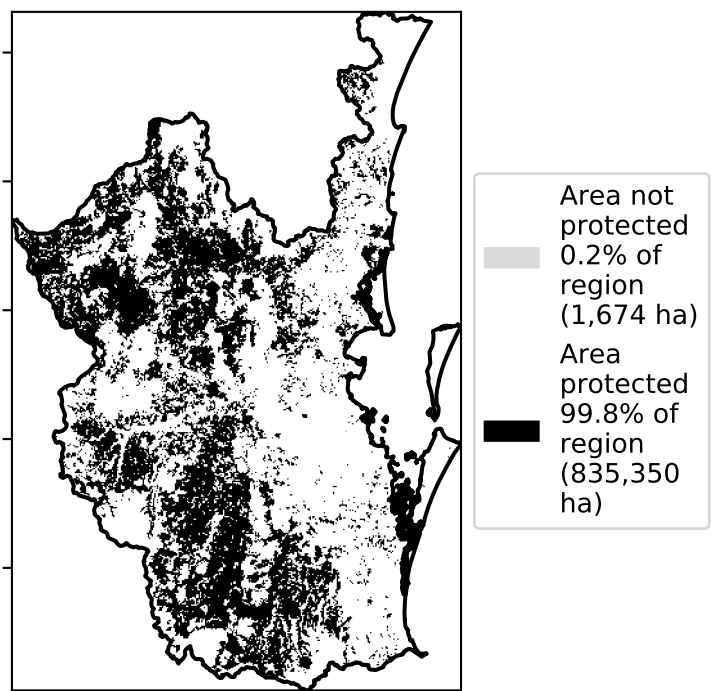 Area not
protected
0.2% of
region
(1,674 ha)
Area
protected
99.8% of
region
(835,350
ha)